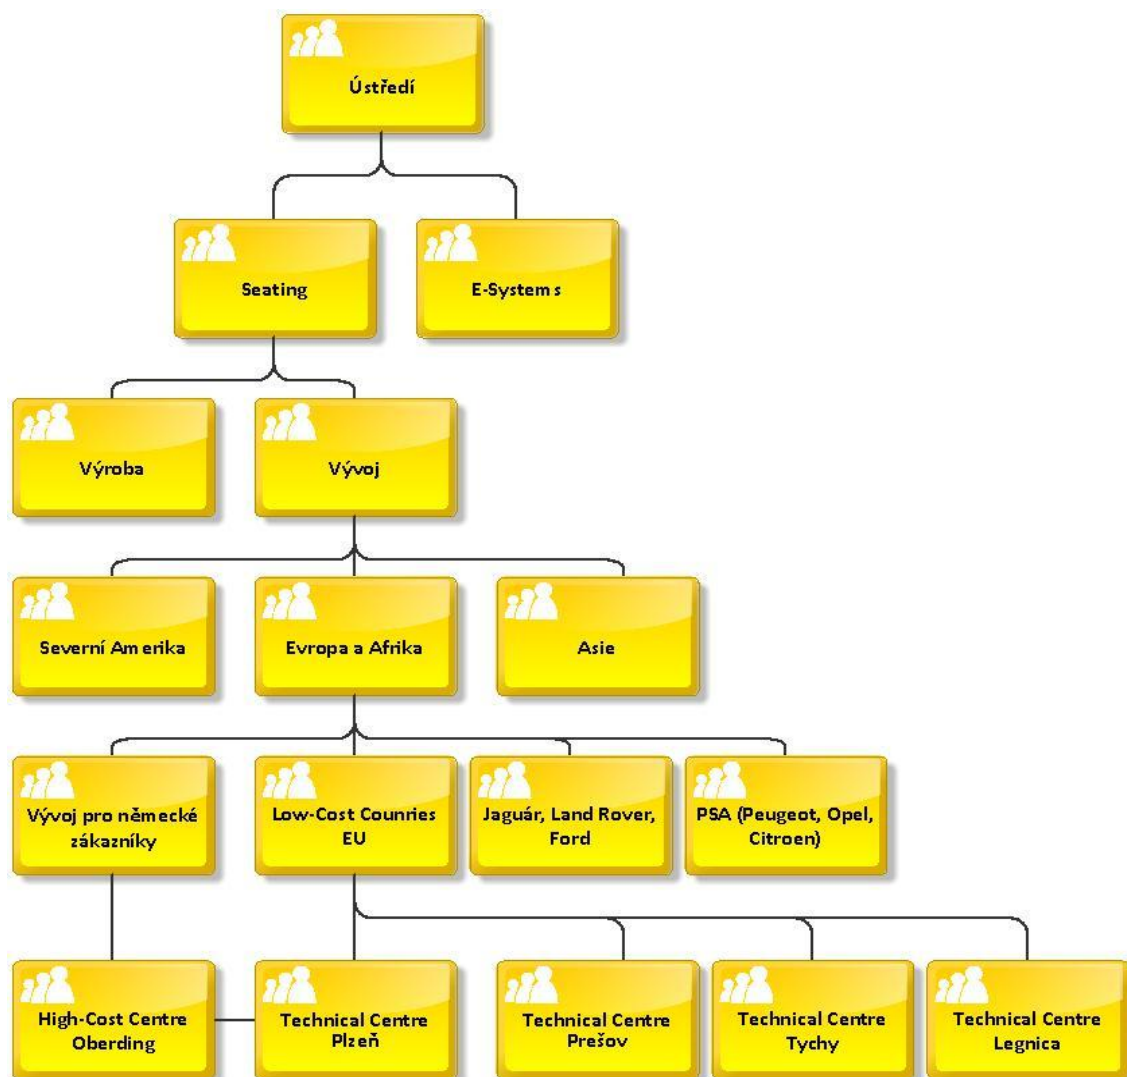 Ústředí
Seating
E-Systems
Výroba
Vývoj
Severní Amerika
Evropa a Afrika
Asie
Vývoj pro německé
zákazníky
Low-Cost Counries
EU
Jaguár, Land Rover,
Ford
PSA (Peugeot, Opel,
Citroen)
High-Cost Centre
Oberding
Technical Centre
Plzeň
Technical Centre
Prešov
Technical Centre
Tychy
Technical Centre
Legnica